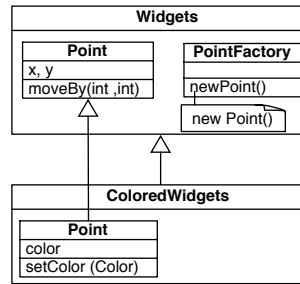 Widgets
Point
x, y
moveBy(int ,int)
PointFactory
newPoint()
new Point()
ColoredWidgets
Point
color
setColor (Color)